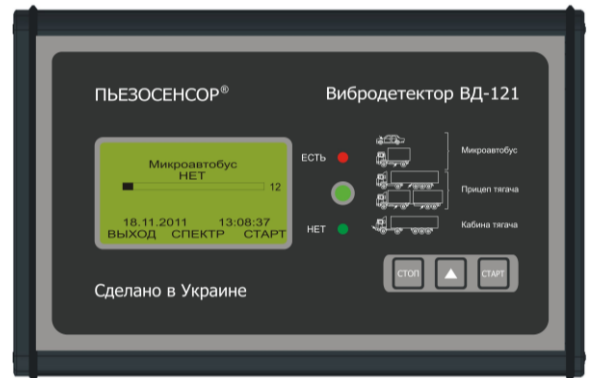 ПЬЕЗОСЕНСОР®
Вибродетектор ВД-121
Микроавтобус
НЕТ
12
18.11.2011 13:08:37
ВЫХОД СПЕКТР СТАРТ
ЕСТЬ
НЕТ
Микроавтобус
Прицеп тягача
Кабина тягача
СТОП
СТАРТ
Сделано в Украине